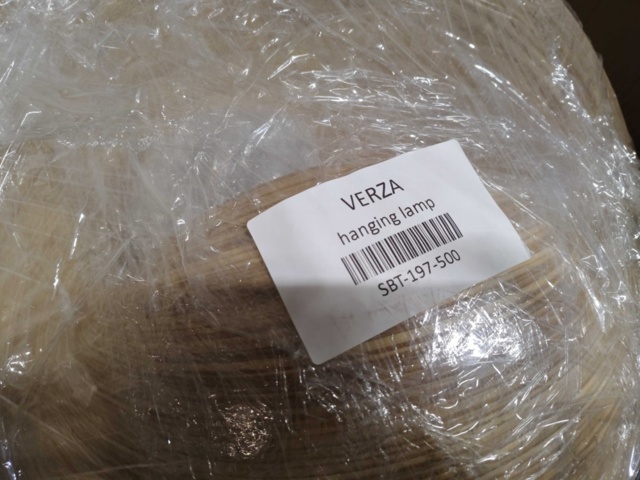 VERZA
hanging lamp
SBT-197-500